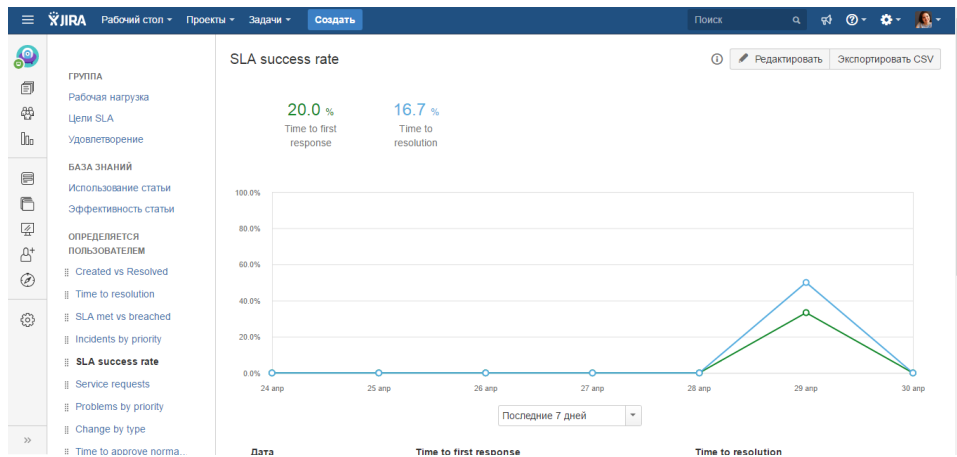 JIRA Рабочий стол Проекты Задачи Создать Поиск
SLA success rate Редактировать Экспортировать CSV
ГРУППА
Рабочая нагрузка
Цели SLA
Удовлетворение
БАЗА ЗНАНИЙ
Использование статьи
Эффективность статьи
ОПРЕДЕЛЯЕТСЯ
ПОЛЬЗОВАТЕЛЕМ
Created vs Resolved
Time to resolution
SLA met vs breached
Incidents by priority
SLA success rate
Service requests
Problems by priority
Change by type
Time to approve norma...
20.0 %
Time to first
response
16.7 %
Time to
resolution
100.0%
80.0%
60.0%
40.0%
20.0%
0.0%
24 апр 25 апр 26 апр 27 апр 28 апр 29 апр 30 апр
Последние 7 дней
Дата Time to first response Time to resolution